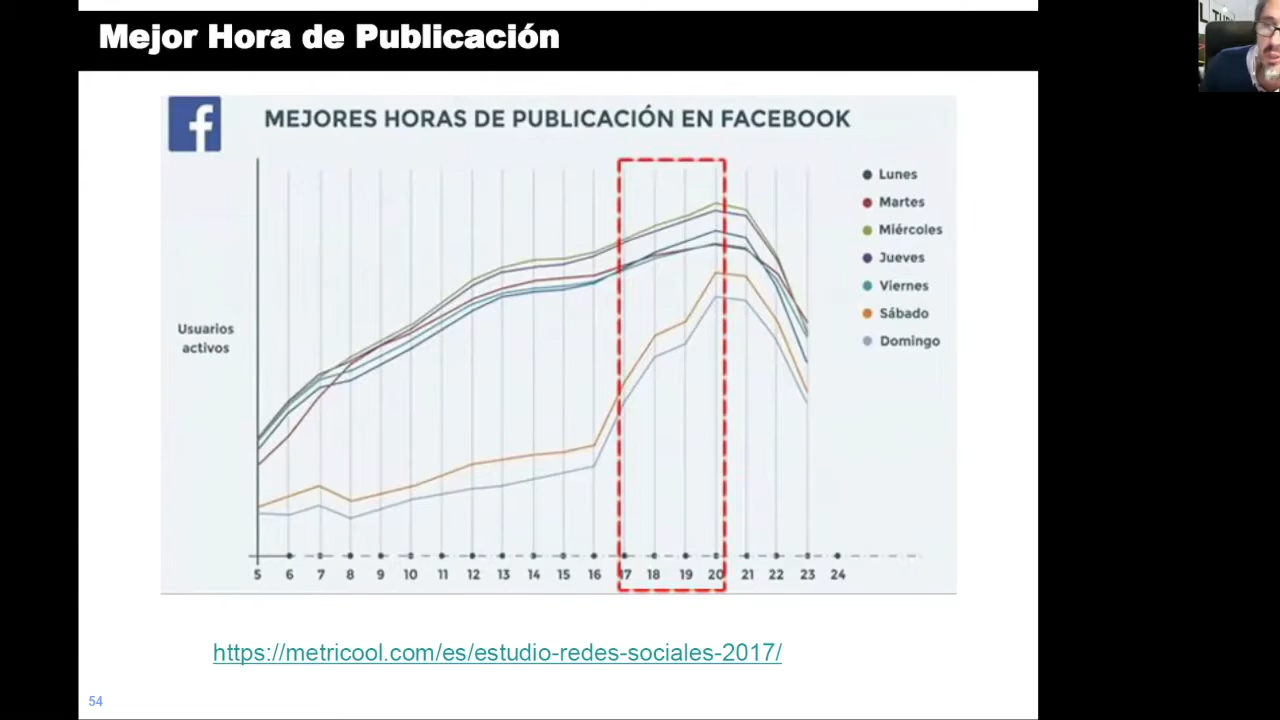 Mejor Hora de Publicación
f
MEJORES HORAS DE PUBLICACIÓN EN FACEBOOK
Lunes
Martes
Miércoles
Jueves
Viernes
Sábado
Domingo
Usuarios
activos
5 6 7 8 9 10 11 12 13 14 15 16 17 18 19 20 21 22 23 24
https://metricool.com/es/estudio-redes-sociales-2017/
54